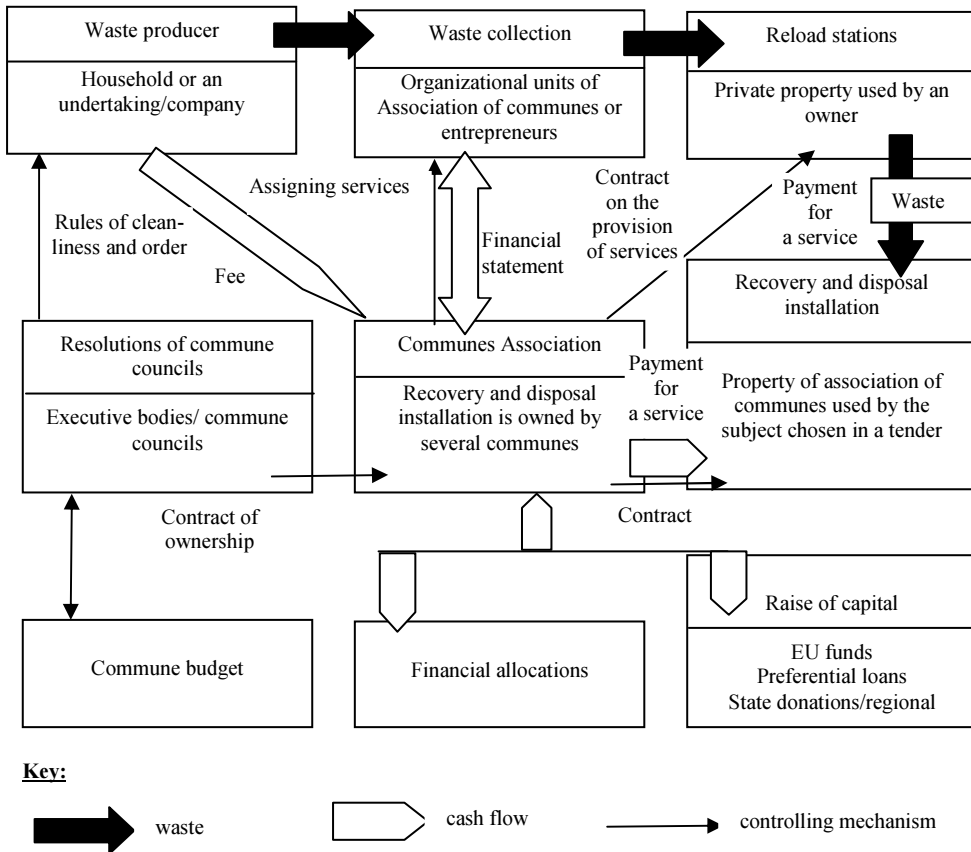 Waste producer
Household or an
undertaking/company
Waste collection
Organizational units of
Association of communes or
entrepreneurs
Reload stations
Private property used by an
owner
Rules of clean-
liness and order
Fee
Assigning services
Financial
statement
Contract
on the
provision
of services
Payment
for
a service
Waste
Recovery and disposal
installation
Property of association of
communes used by the
subject chosen in a tender
Resolutions of commune
councils
Executive bodies/ commune
councils
Communes Association
Recovery and disposal
installation is owned by
several communes
Payment
for
a service
Contract of
ownership
Contract
Commune budget
Financial allocations
Raise of capital
EU funds
Preferential loans
State donations/regional
Key:
waste
cash flow
controlling mechanism